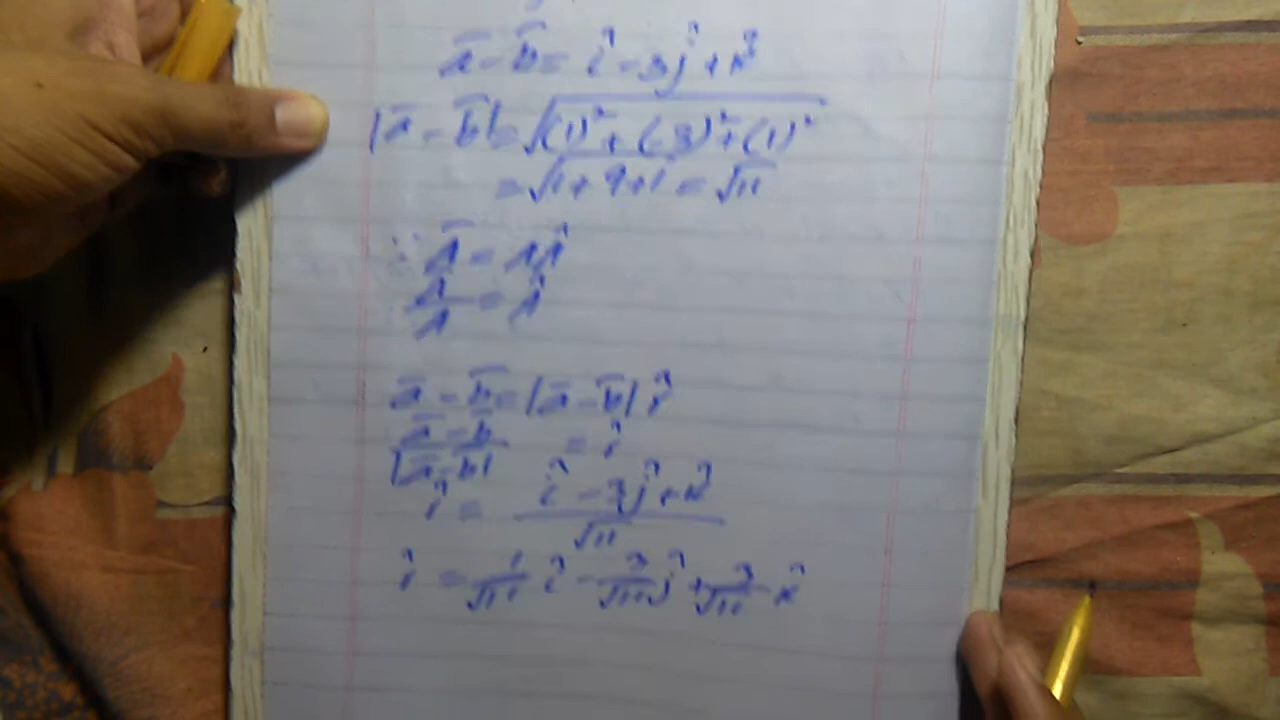 a̅ - b̅ = î - 3ĵ + k̂
|a̅ - b̅| = √(1)² + (-3)² + (1)²
= √1 + 9 + 1 = √11
∵ A̅ = AÂ
A̅/A = Â
a̅ - b̅ = |a̅ - b̅| r̂
a̅ - b̅/|a̅ - b̅| = r̂
r̂ = î - 3ĵ + k̂/√11
r̂ = 1/√11 î - 3/√11 ĵ + 3/√11 k̂